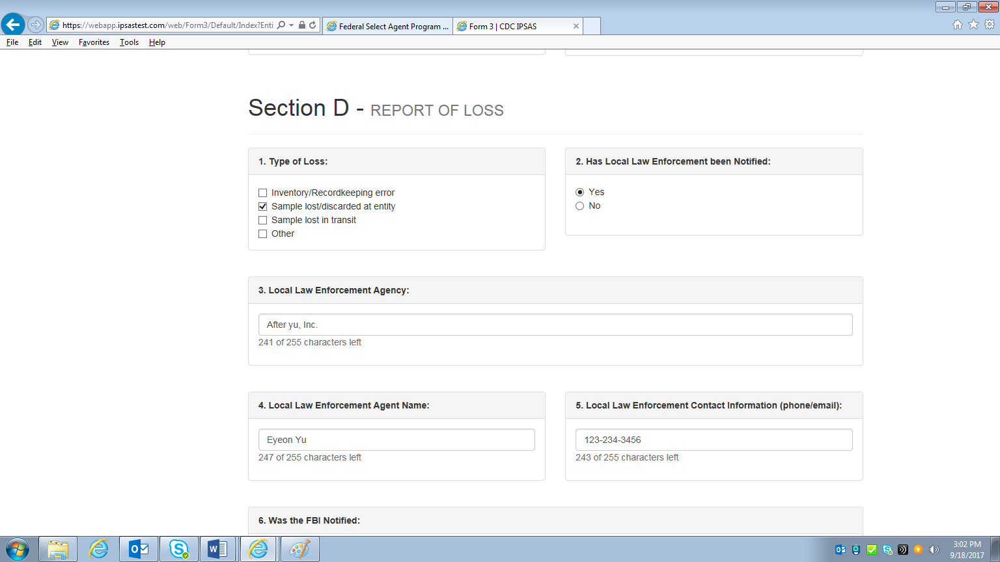 https://webapp.ipsastest.com/web/Form3/Default/Index?Enti
Federal Select Agent Program ...
Form 3 | CDC IPSAS
File Edit View Favorites Tools Help
Section D - REPORT OF LOSS
1. Type of Loss:
Inventory/Recordkeeping error
Sample lost/discarded at entity
Sample lost in transit
Other
2. Has Local Law Enforcement been Notified:
Yes
No
3. Local Law Enforcement Agency:
After yu, Inc.
241 of 255 characters left
4. Local Law Enforcement Agent Name:
Eyeon Yu
247 of 255 characters left
5. Local Law Enforcement Contact Information (phone/email):
123-234-3456
243 of 255 characters left
6. Was the FBI Notified:
3:02 PM
9/18/2017